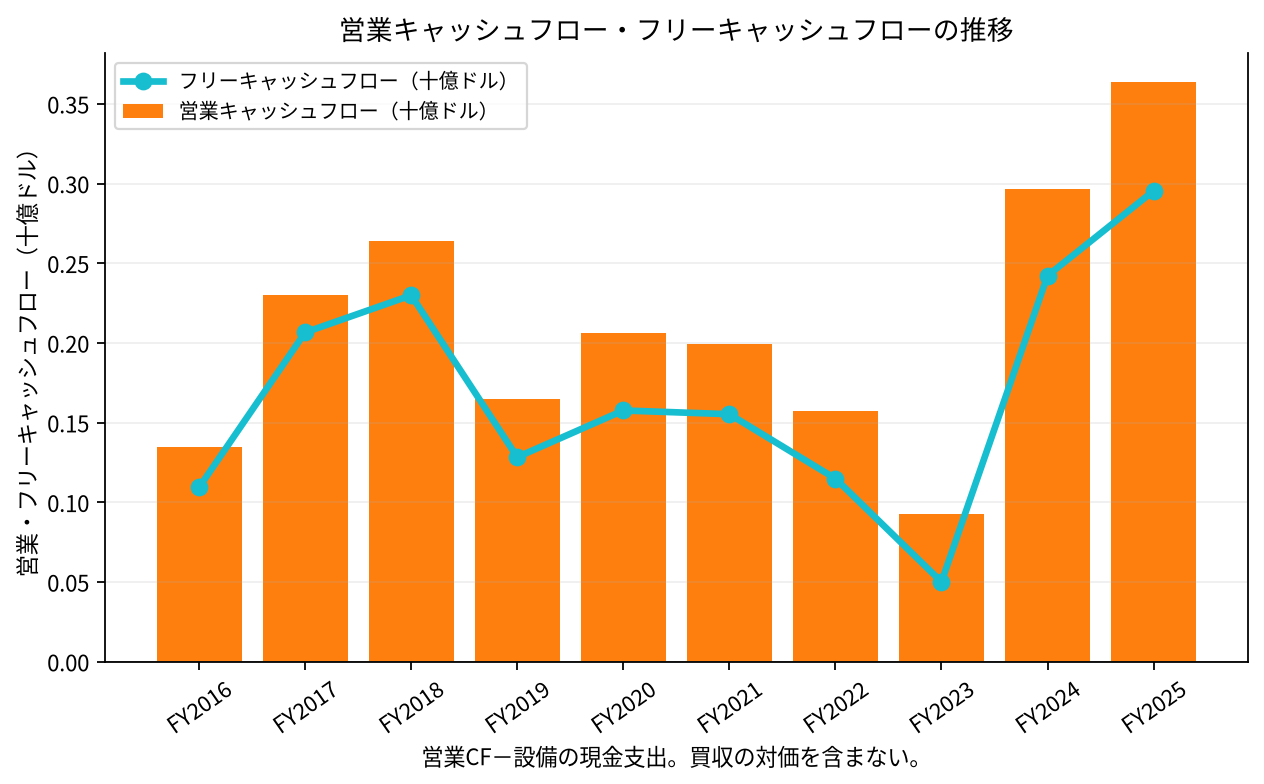 営業キャッシュフロー・フリーキャッシュフローの推移
フリーキャッシュフロー（十億ドル）
営業キャッシュフロー（十億ドル）
営業・フリーキャッシュフロー（十億ドル）
0.35
0.30
0.25
0.20
0.15
0.10
0.05
0.00
FY2016 FY2017 FY2018 FY2019 FY2020 FY2021 FY2022 FY2023 FY2024 FY2025
営業CF－設備の現金支出。買収の対価を含まない。